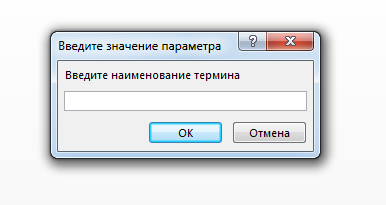 Введите значение параметра
?
Введите наименование термина
ОК
Отмена